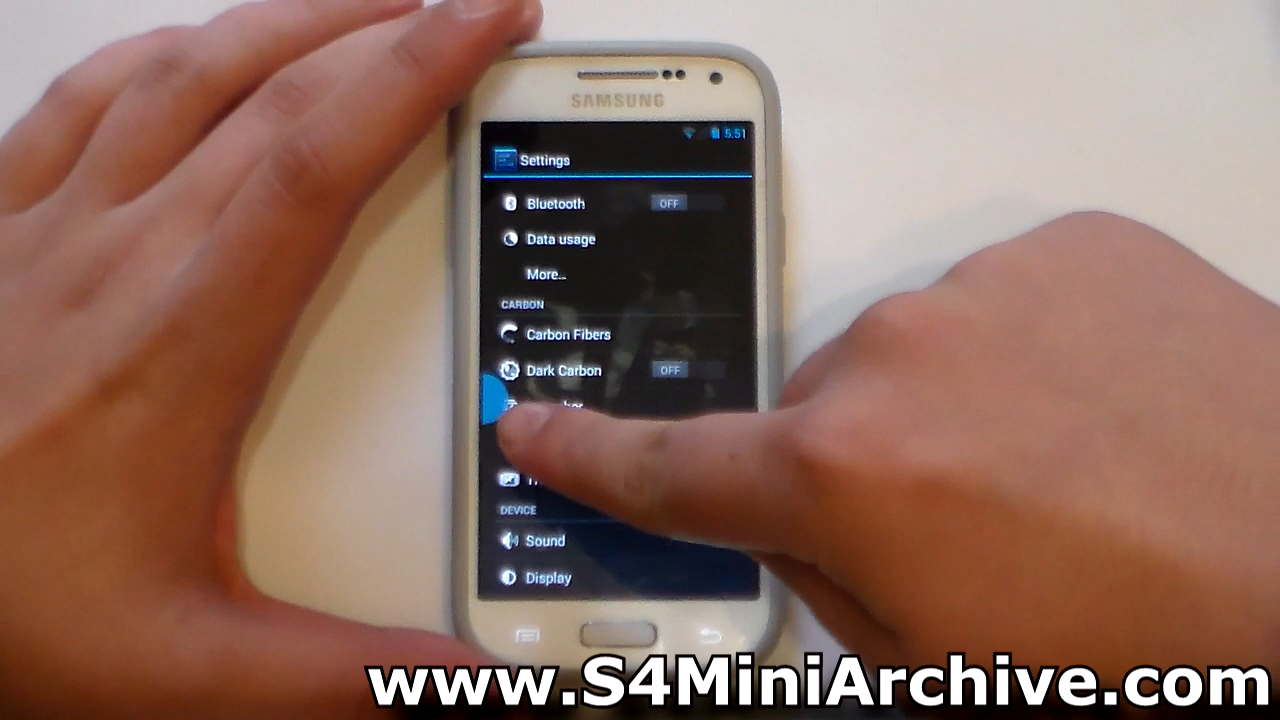 SAMSUNG
5:51
Settings
Bluetooth OFF
Data usage
More...
CARBON
Carbon Fibers
Dark Carbon OFF
DEVICE
Sound
Display
www.S4MiniArchive.com